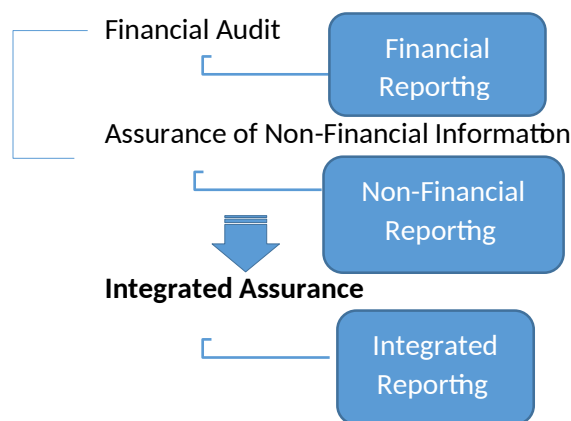 Financial Audit
Financial
Reporting
Assurance of Non-Financial Information
Non-Financial
Reporting
Integrated Assurance
Integrated
Reporting